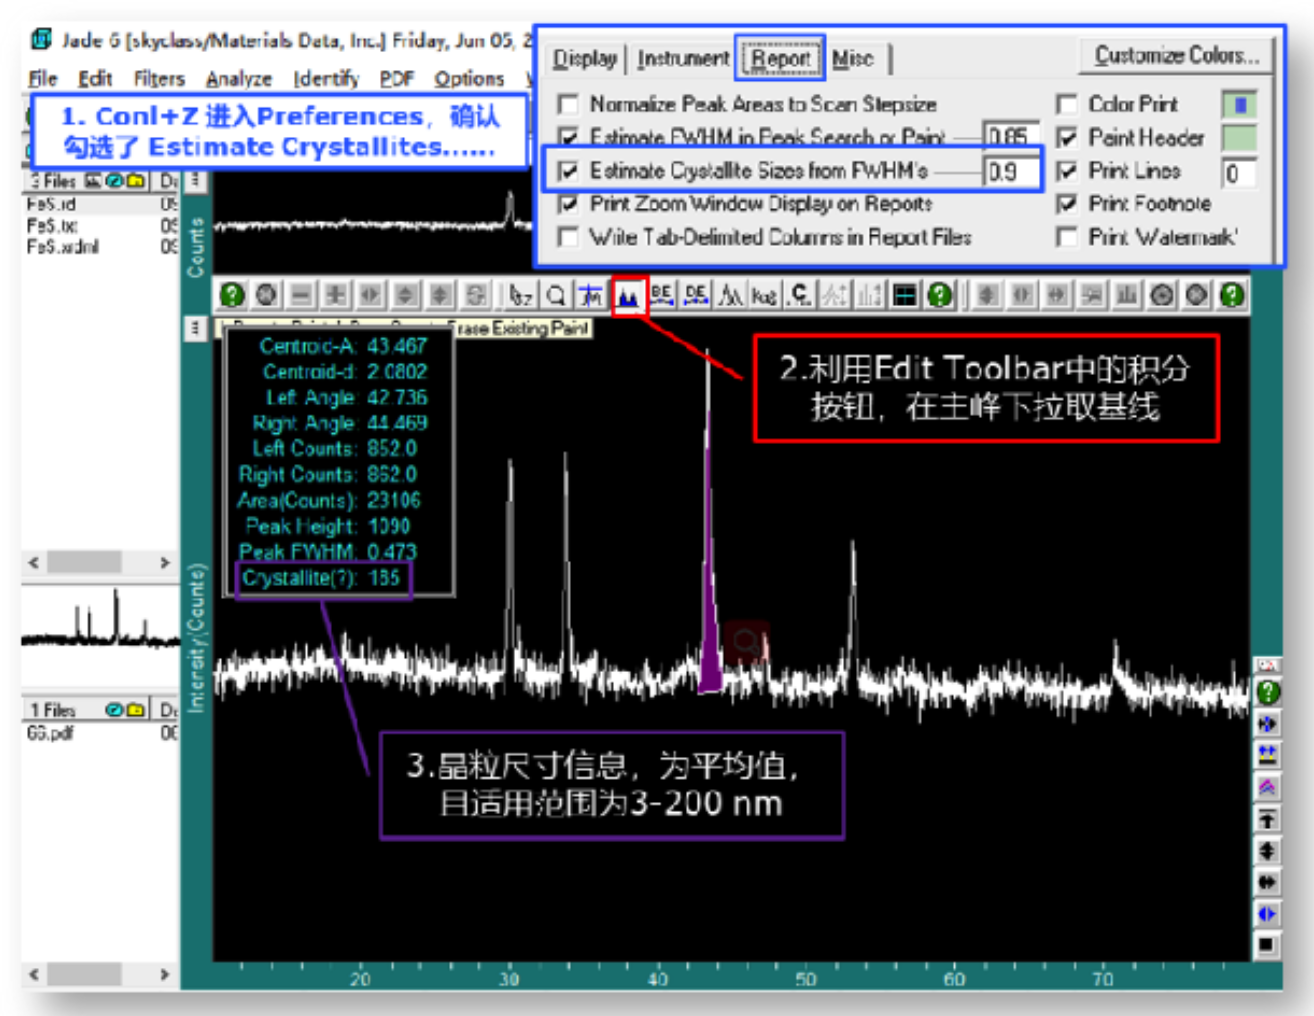 Jade 6 [skyclass/Materials Data, Inc.] Friday, Jun 05, 2
File Edit Filters Analyze Identify PDF Options
1. Conl+Z 进入Preferences，确认
勾选了 Estimate Crystallites......
Display Instrument Report Misc Customize Colors...
Normalize Peak Areas to Scan Stepsize Color Print
Estimate FWHM in Peak Search or Paint 0.85 Paint Header
Estimate Crystallite Sizes from FWHM's 0.9 Print Lines 0
Print Zoom Window Display on Reports Print Footnote
Write Tab-Delimited Columns in Report Files Print Watermark'
3 Files
FeS.rd
FeS.txt
FeS.xrdml
Counts
BE DE
rase Existing Paint
Centroid-A: 43.467
Centroid-d: 2.0802
Left Angle: 42.736
Right Angle: 44.469
Left Counts: 852.0
Right Counts: 862.0
Area(Counts): 23106
Peak Height: 1090
Peak FWHM: 0.473
Crystallite(?): 185
2.利用Edit Toolbar中的积分
按钮，在主峰下拉取基线
Intensity(Counts)
1 Files
66.pdf
3.晶粒尺寸信息，为平均值，
且适用范围为3-200 nm
20 30 40 50 60 70